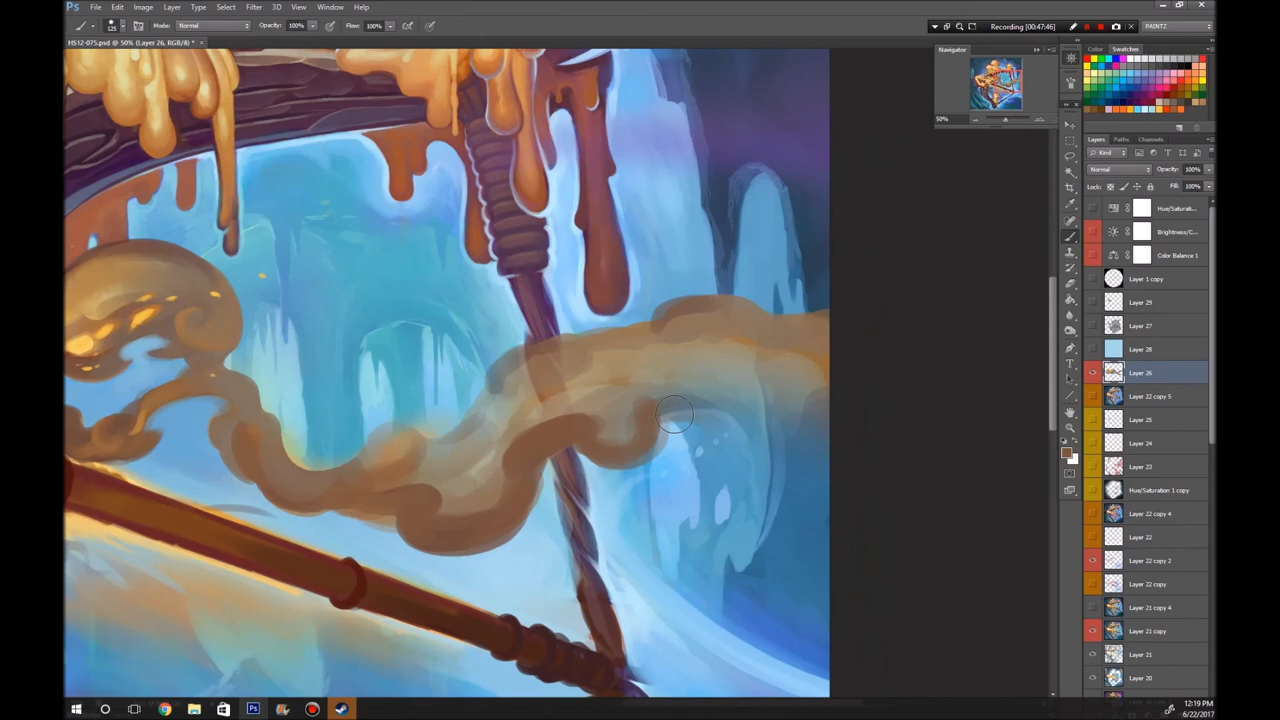 Ps File Edit Image Layer Type Select Filter 3D View Window Help
125 Mode: Normal Opacity: 100% Flow: 100%
Recording [00:47:46]
PAINTZ
HS12-075.psd @ 50% (Layer 26, RGB/8) *
Navigator
50%
Color Swatches
Layers Paths Channels
Kind
Normal Opacity: 100%
Lock: Fill: 100%
Hue/Saturati...
Brightness/C...
Color Balance 1
Layer 1 copy
Layer 29
Layer 27
Layer 28
Layer 26
Layer 22 copy 5
Layer 25
Layer 24
Layer 23
Hue/Saturation 1 copy
Layer 22 copy 4
Layer 22
Layer 22 copy 2
Layer 22 copy
Layer 21 copy 4
Layer 21 copy
Layer 21
Layer 20
Ps
12:19 PM
6/22/2017